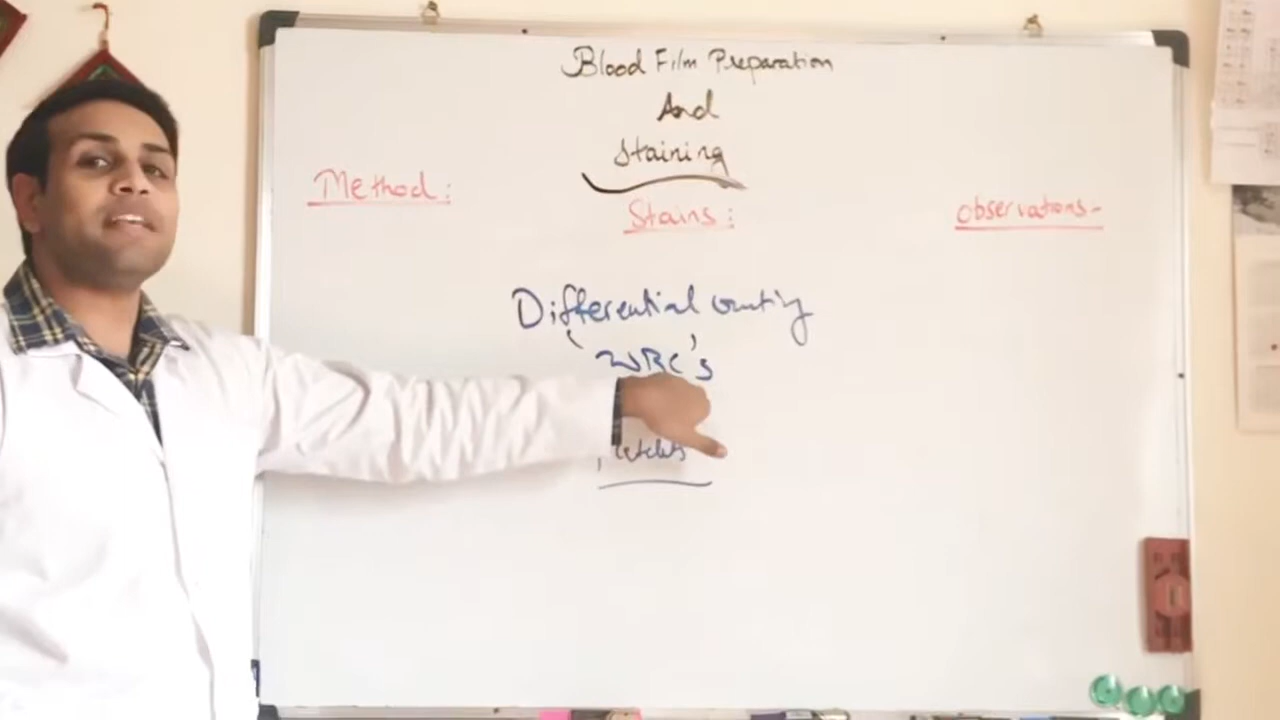 Blood Film Preparation
And
Staining
Method:
Stains:
Observations-
Differential counting
WBC's